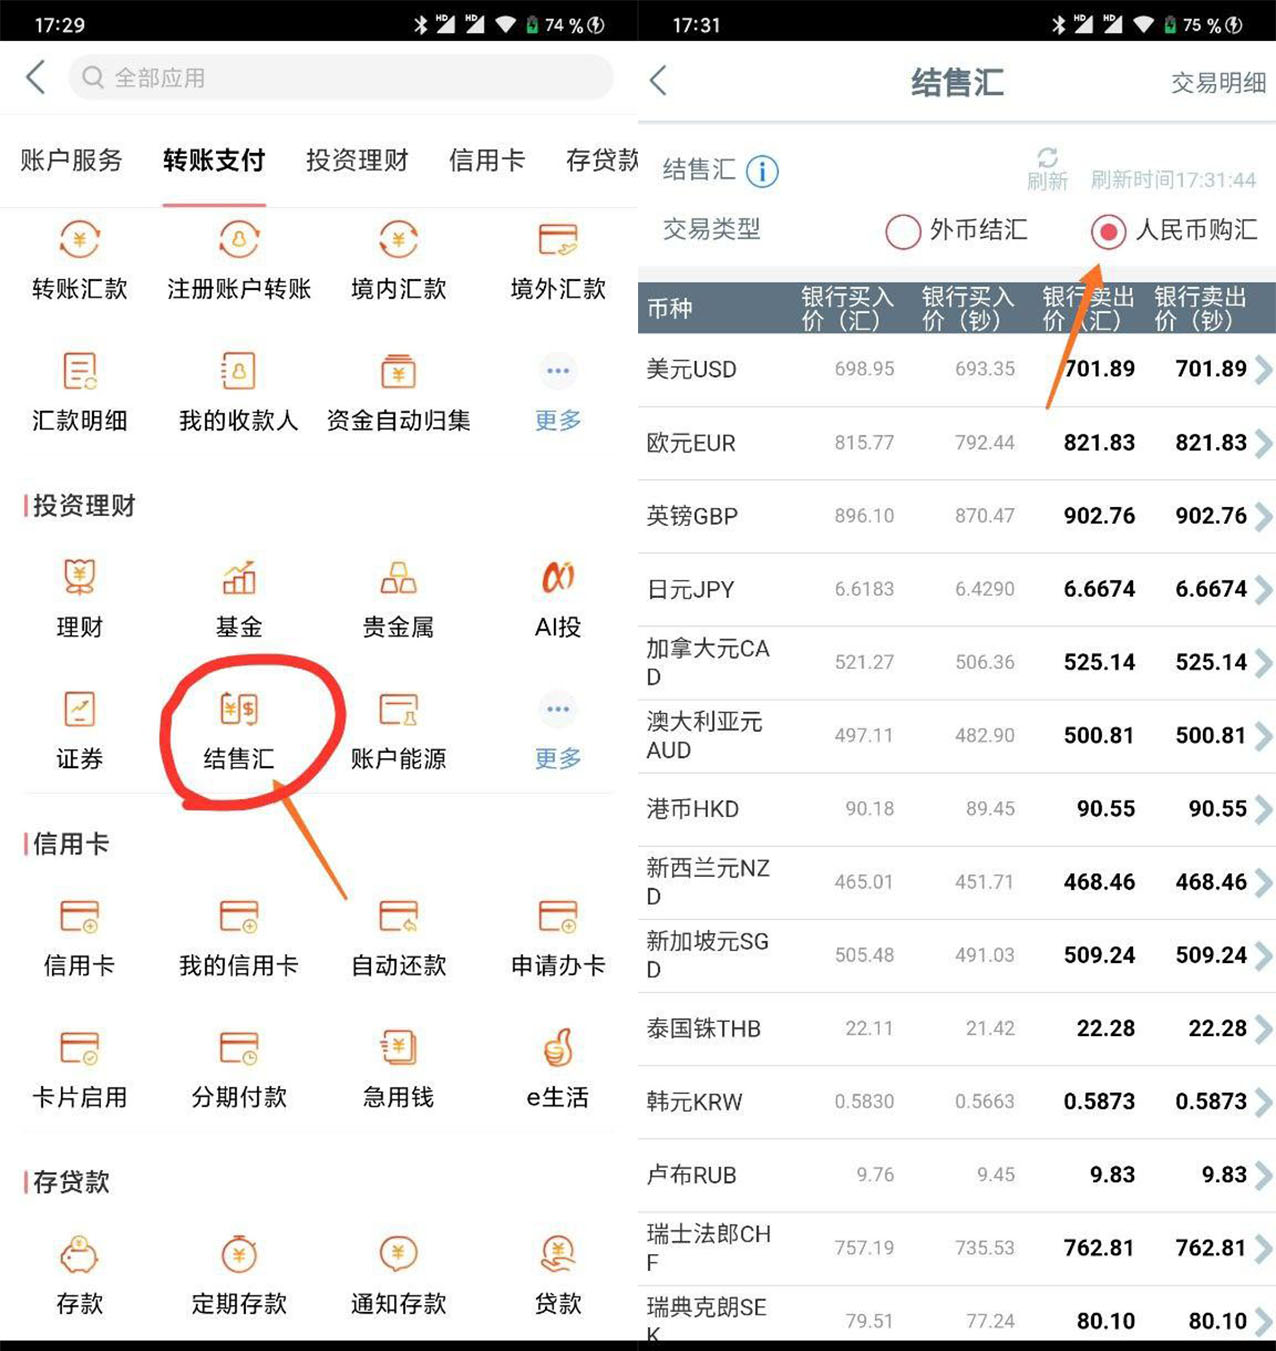 17:29
HD HD 74 %
全部应用
账户服务 转账支付 投资理财 信用卡 存贷款
转账汇款 注册账户转账 境内汇款 境外汇款
汇款明细 我的收款人 资金自动归集 更多
投资理财
理财 基金 贵金属 AI投
证券 结售汇 账户能源 更多
信用卡
信用卡 我的信用卡 自动还款 申请办卡
卡片启用 分期付款 急用钱 e生活
存贷款
存款 定期存款 通知存款 贷款
17:31
HD HD 75 %
结售汇 交易明细
结售汇 刷新 刷新时间17:31:44
交易类型 外币结汇 人民币购汇
币种 银行买入 银行买入 银行卖出 银行卖出
价（汇） 价（钞） 价（汇） 价（钞）
美元USD 698.95 693.35 701.89 701.89
欧元EUR 815.77 792.44 821.83 821.83
英镑GBP 896.10 870.47 902.76 902.76
日元JPY 6.6183 6.4290 6.6674 6.6674
加拿大元CA
D 521.27 506.36 525.14 525.14
澳大利亚元
AUD 497.11 482.90 500.81 500.81
港币HKD 90.18 89.45 90.55 90.55
新西兰元NZ
D 465.01 451.71 468.46 468.46
新加坡元SG
D 505.48 491.03 509.24 509.24
泰国铢THB 22.11 21.42 22.28 22.28
韩元KRW 0.5830 0.5663 0.5873 0.5873
卢布RUB 9.76 9.45 9.83 9.83
瑞士法郎CH
F 757.19 735.53 762.81 762.81
瑞典克朗SE
K 79.51 77.24 80.10 80.10